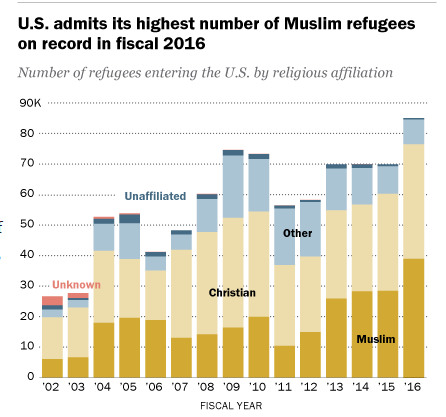 U.S. admits its highest number of Muslim refugees
on record in fiscal 2016
Number of refugees entering the U.S. by religious affiliation
90K
80
70
60
50
40
30
20
10
0
Unaffiliated
Other
Unknown
Christian
Muslim
'02 '03 '04 '05 '06 '07 '08 '09 '10 '11 '12 '13 '14 '15 '16
FISCAL YEAR